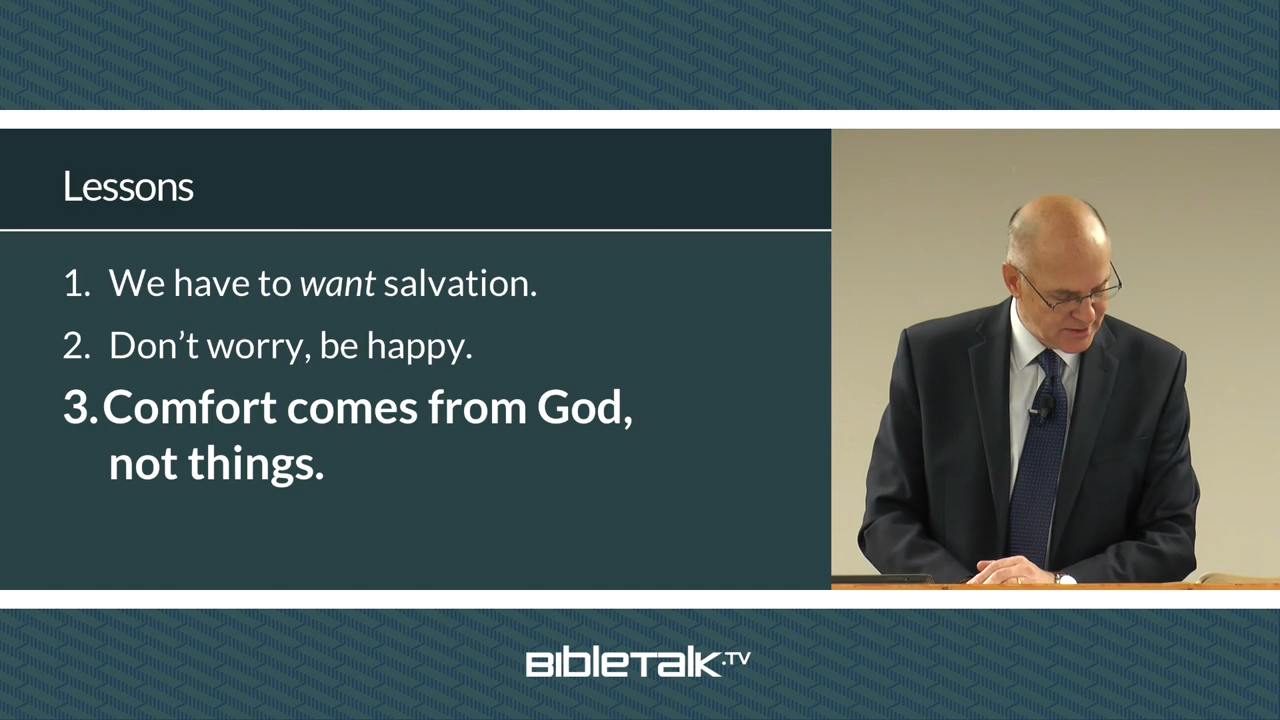 Lessons
1. We have to want salvation.
2. Don’t worry, be happy.
3. Comfort comes from God,
not things.
BibleTalk.TV